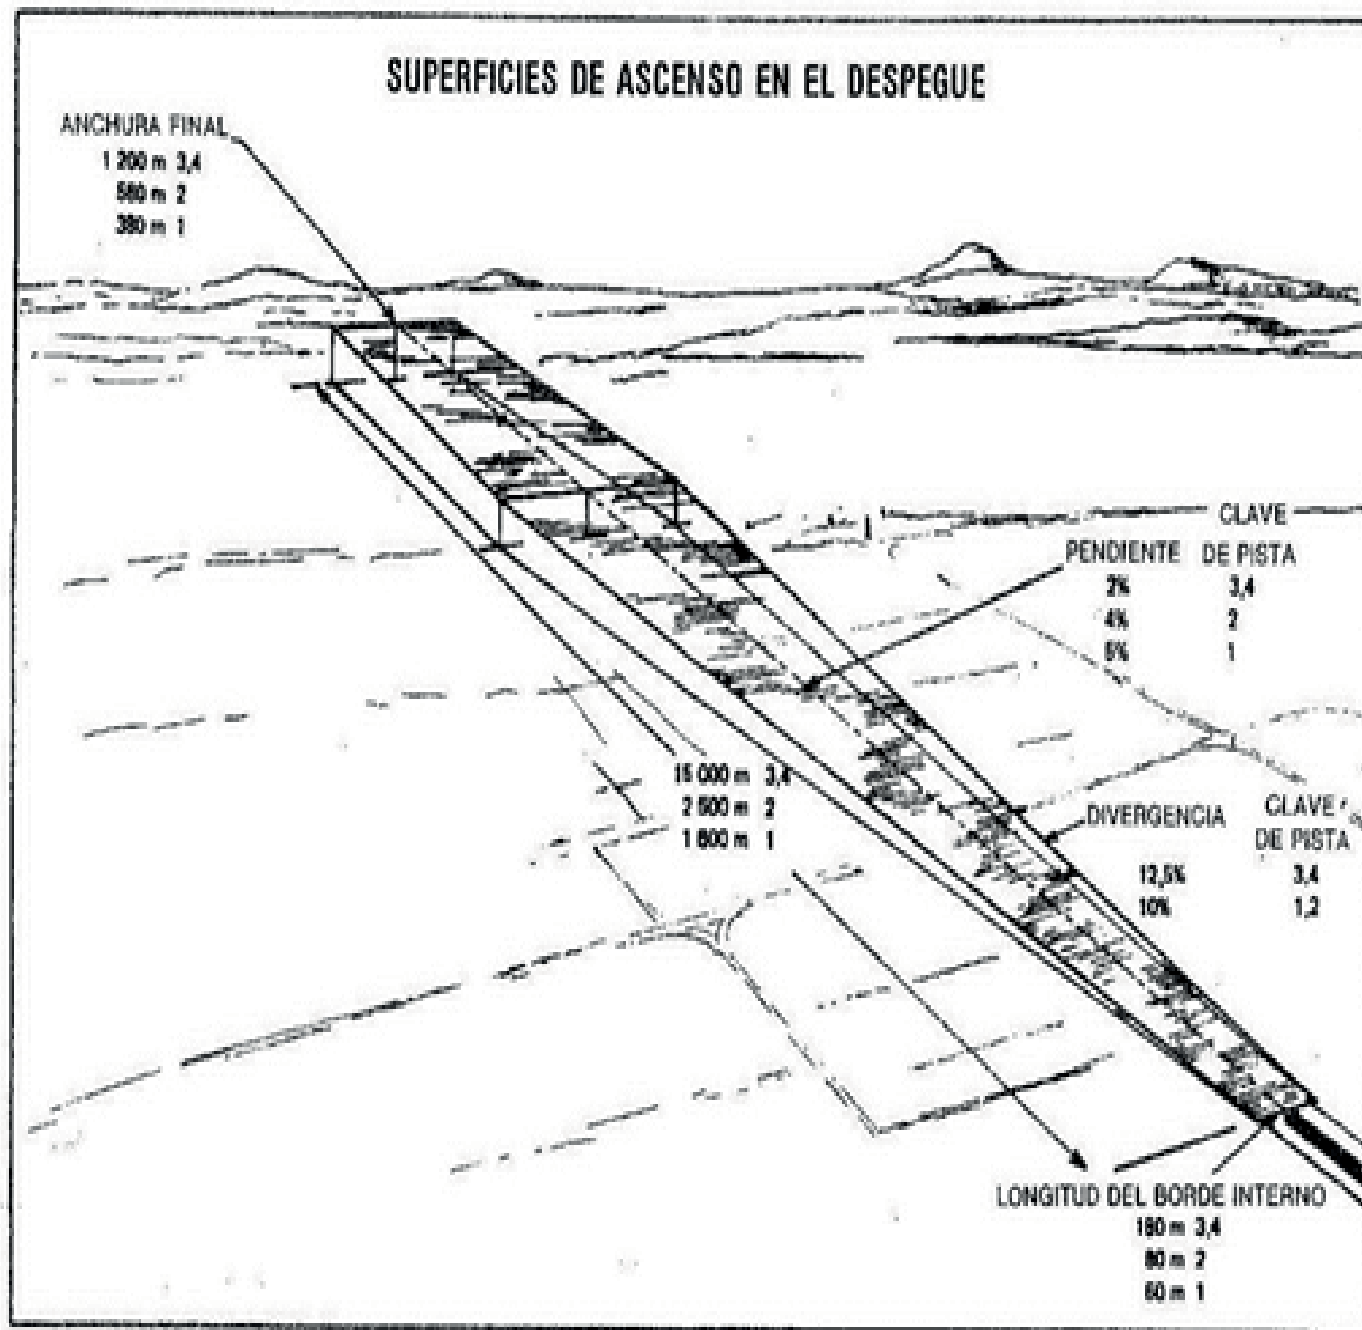 SUPERFICIES DE ASCENSO EN EL DESPEGUE
ANCHURA FINAL
1 200 m 3,4
580 m 2
380 m 1
CLAVE
PENDIENTE DE PISTA
2% 3,4
4% 2
5% 1
15 000 m 3,4
2 500 m 2
1 600 m 1
DIVERGENCIA CLAVE
DE PISTA
12,5% 3,4
10% 1,2
LONGITUD DEL BORDE INTERNO
180 m 3,4
80 m 2
60 m 1